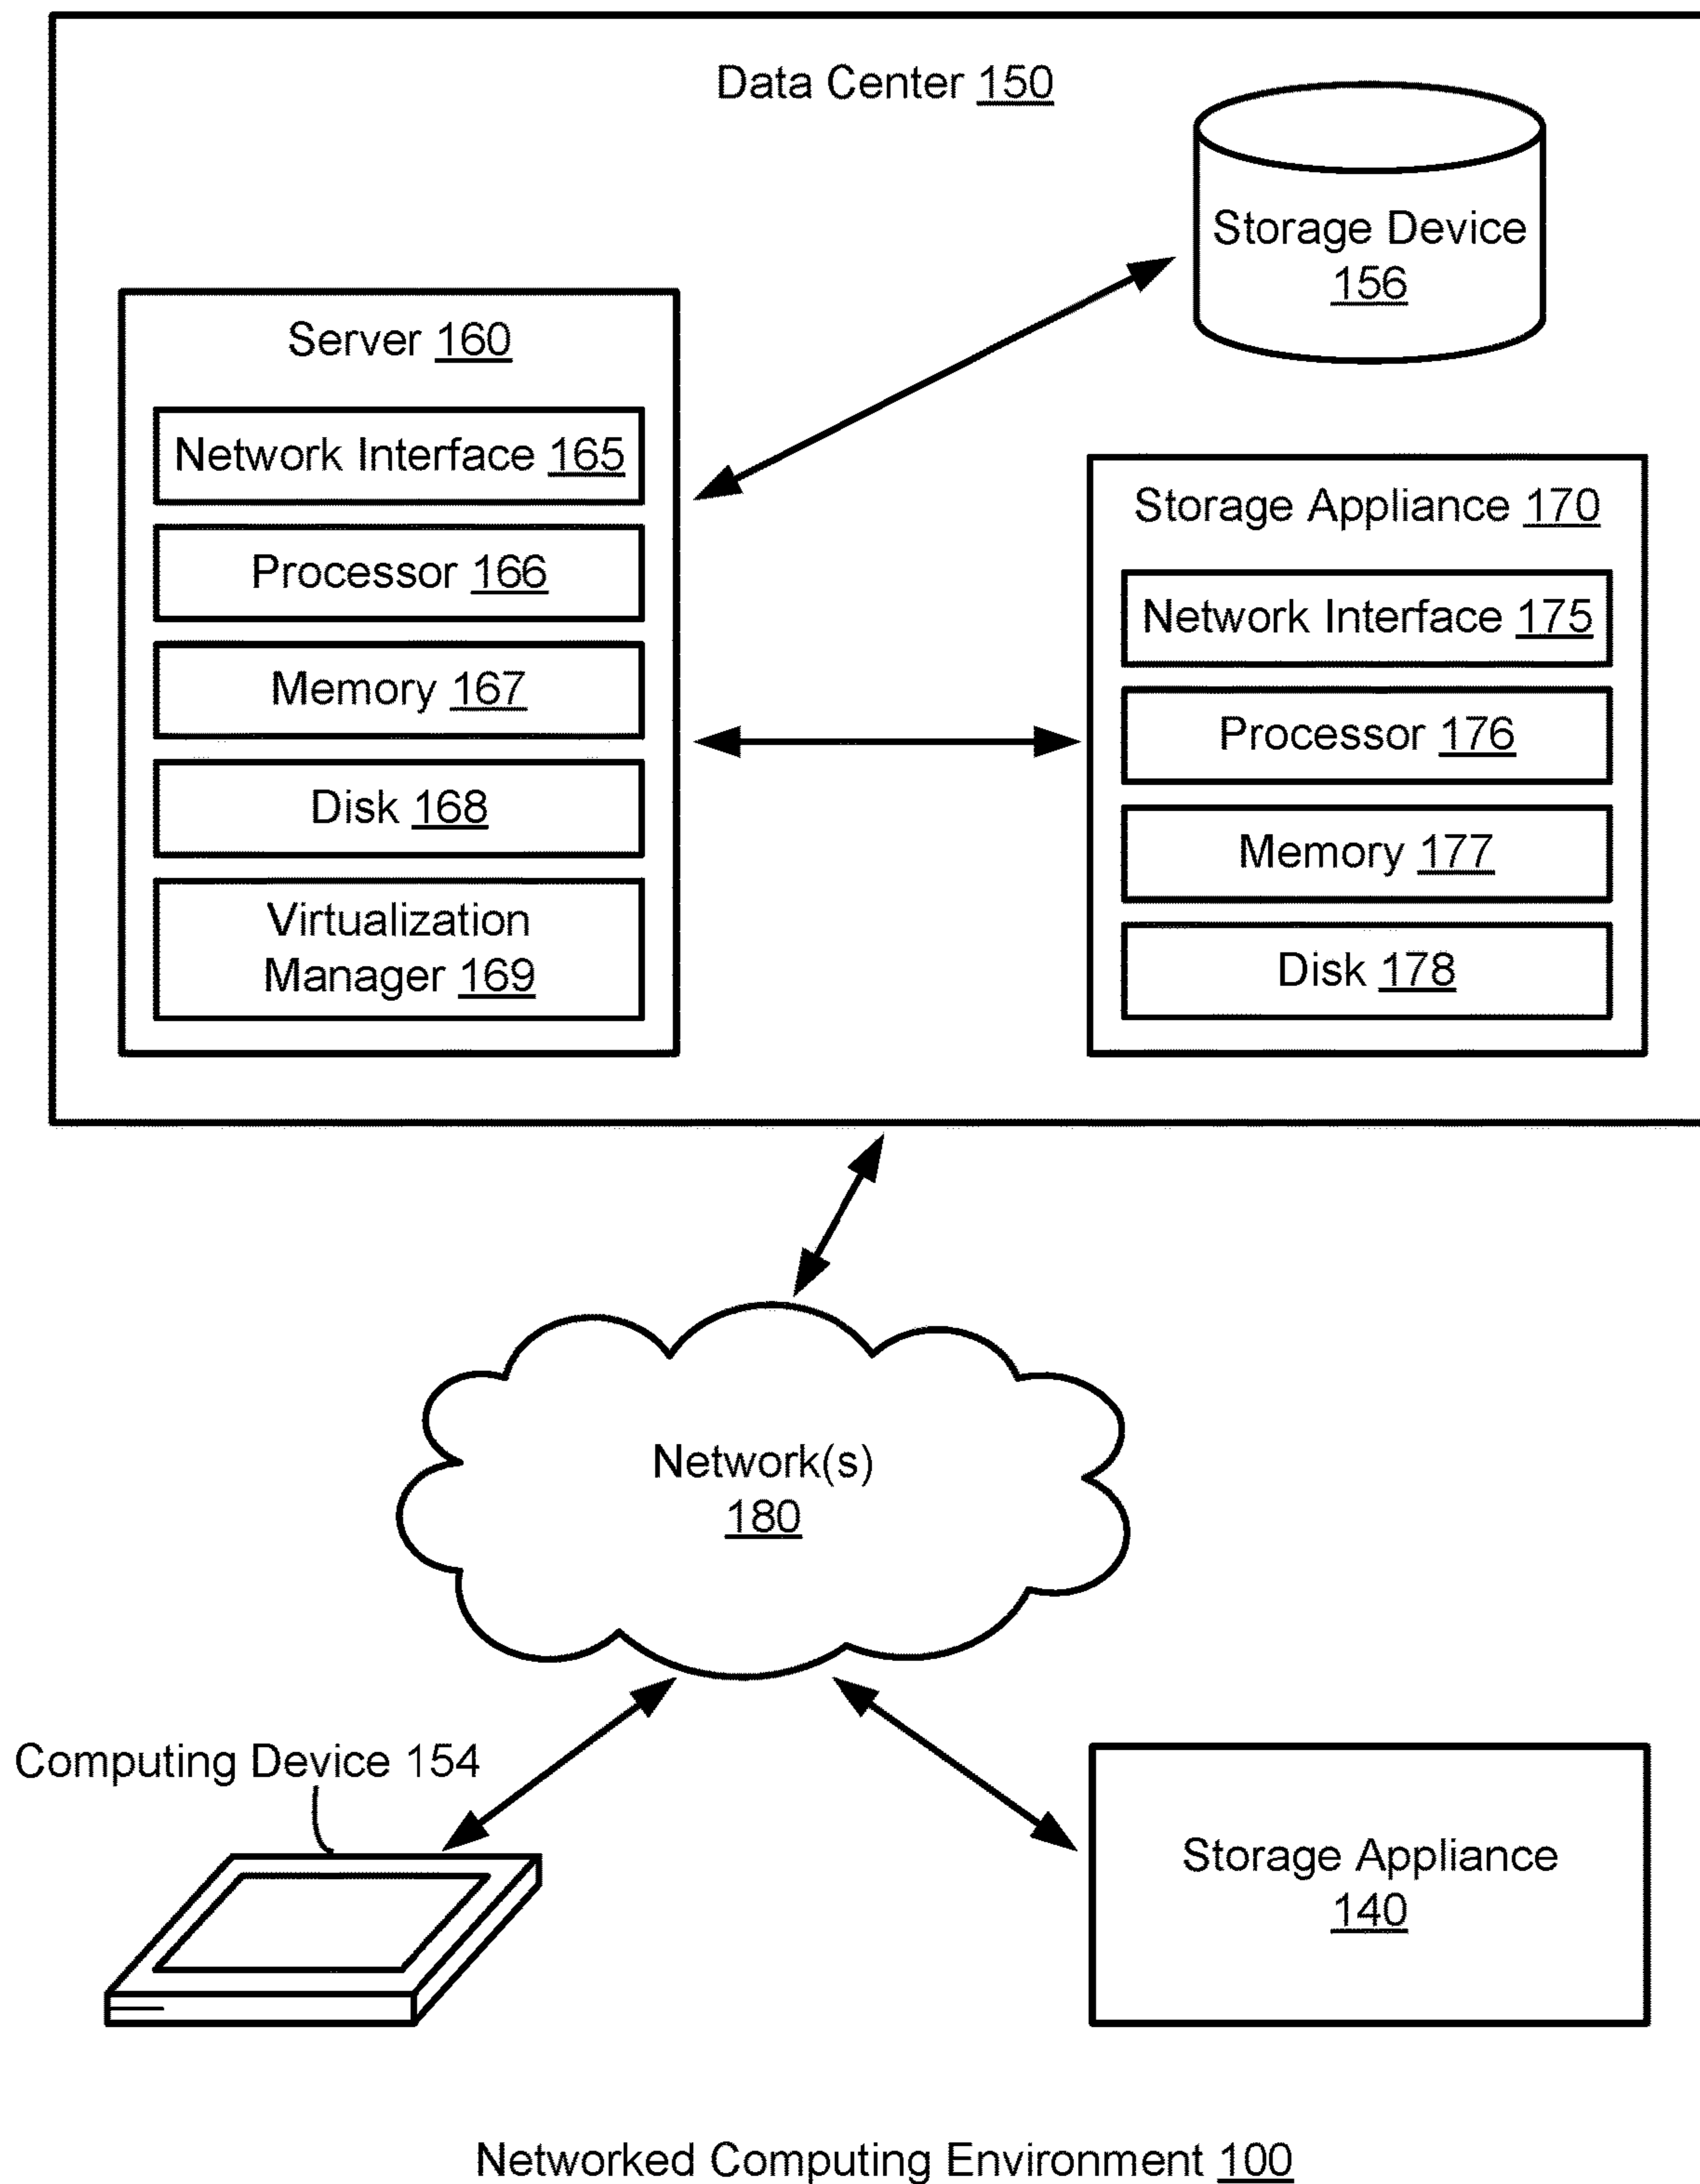 Data Center 150
Storage Device
156
Server 160
Network Interface 165
Processor 166
Memory 167
Disk 168
Virtualization
Manager 169
Storage Appliance 170
Network Interface 175
Processor 176
Memory 177
Disk 178
Network(s)
180
Computing Device 154
Storage Appliance
140
Networked Computing Environment 100